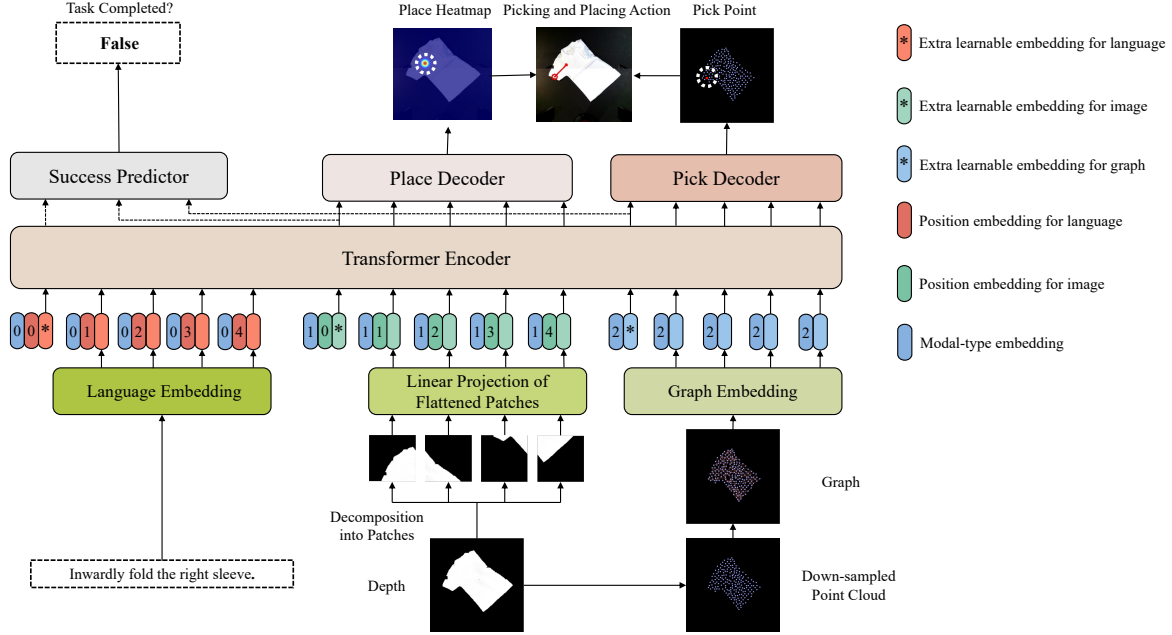 Task Completed?
False
Place Heatmap
Picking and Placing Action
Pick Point
* Extra learnable embedding for language
* Extra learnable embedding for image
* Extra learnable embedding for graph
Position embedding for language
Position embedding for image
Modal-type embedding
Success Predictor
Place Decoder
Pick Decoder
Transformer Encoder
0 0 *
0 1
0 2
0 3
0 4
1 0 *
1 1
1 2
1 3
1 4
2 *
2
2
2
2
Language Embedding
Linear Projection of
Flattened Patches
Graph Embedding
Graph
Decomposition
into Patches
Inwardly fold the right sleeve.
Depth
Down-sampled
Point Cloud